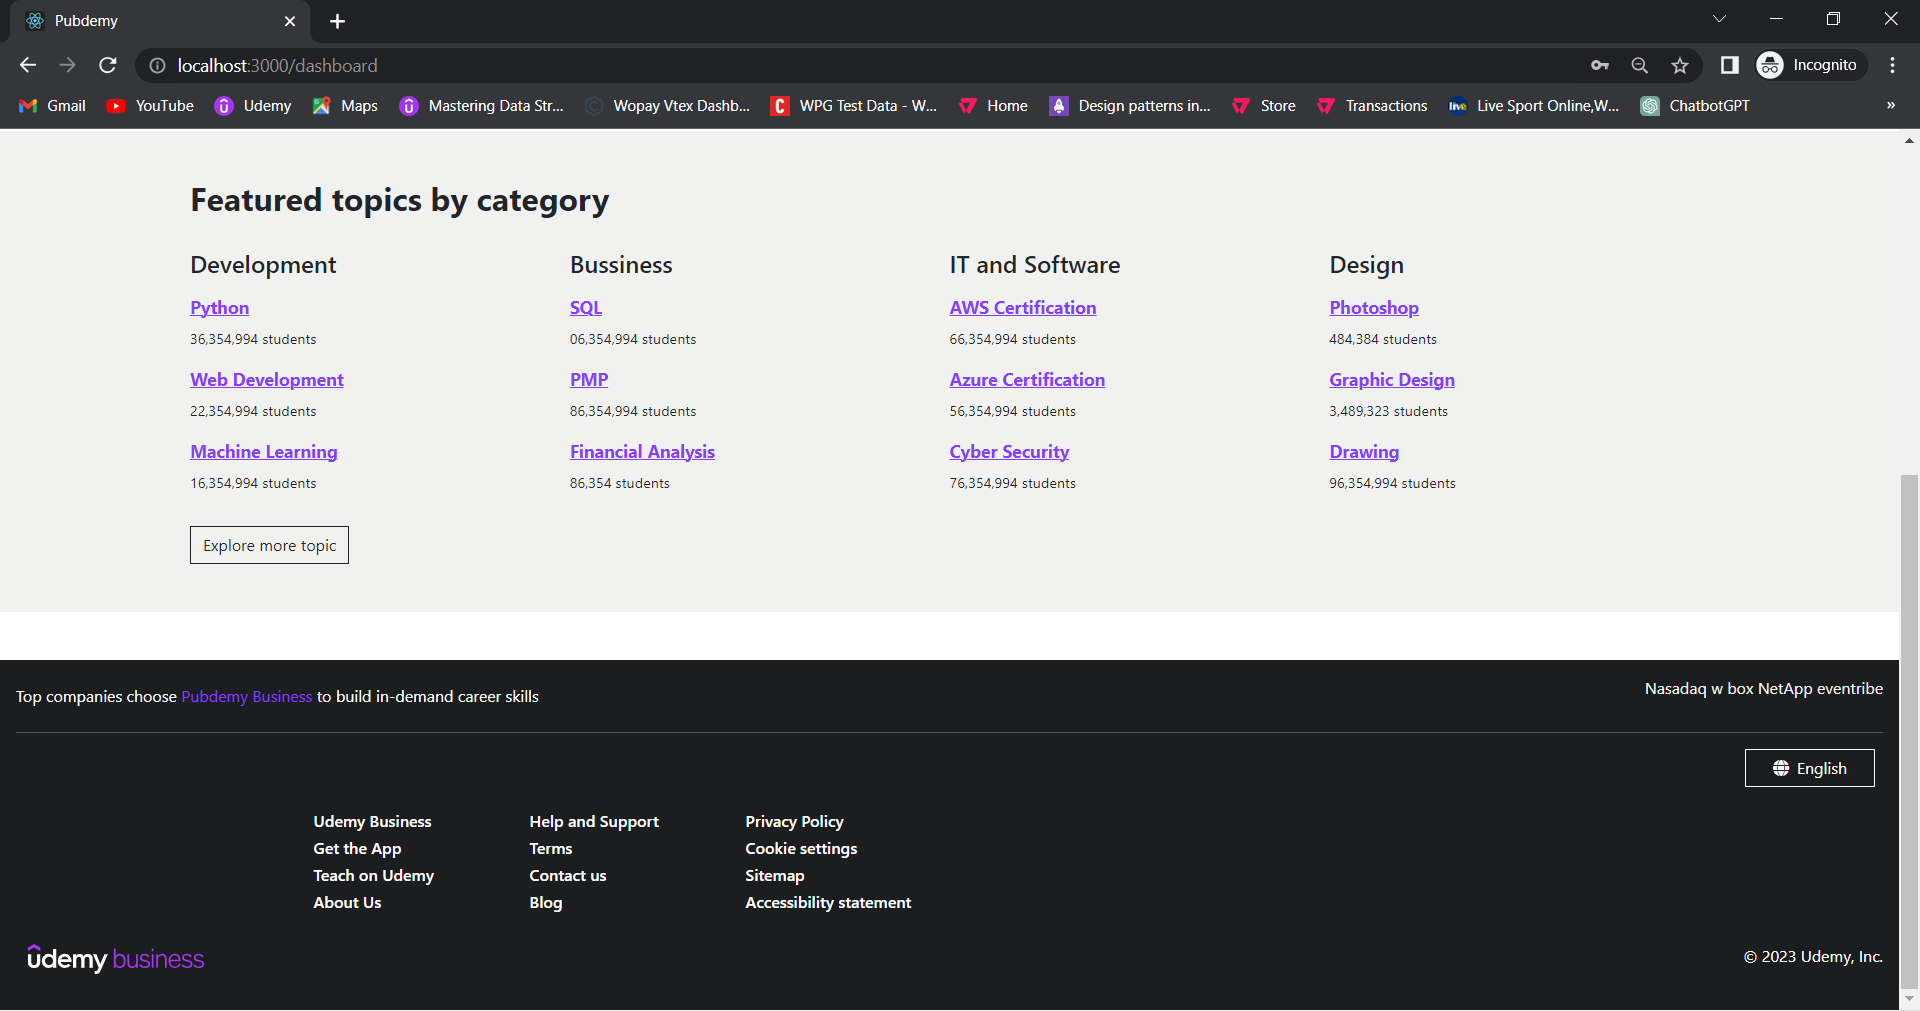 Pubdemy
localhost:3000/dashboard
Incognito
Gmail YouTube Udemy Maps Mastering Data Str... Wopay Vtex Dashb... WPG Test Data - W... Home Design patterns in... Store Transactions Live Sport Online,W... ChatbotGPT »
Featured topics by category
Development
Python
36,354,994 students
Web Development
22,354,994 students
Machine Learning
16,354,994 students
Bussiness
SQL
06,354,994 students
PMP
86,354,994 students
Financial Analysis
86,354 students
IT and Software
AWS Certification
66,354,994 students
Azure Certification
56,354,994 students
Cyber Security
76,354,994 students
Design
Photoshop
484,384 students
Graphic Design
3,489,323 students
Drawing
96,354,994 students
Explore more topic
Top companies choose Pubdemy Business to build in-demand career skills
Nasadaq w box NetApp eventribe
English
Udemy Business
Get the App
Teach on Udemy
About Us
Help and Support
Terms
Contact us
Blog
Privacy Policy
Cookie settings
Sitemap
Accessibility statement
udemy business
© 2023 Udemy, Inc.